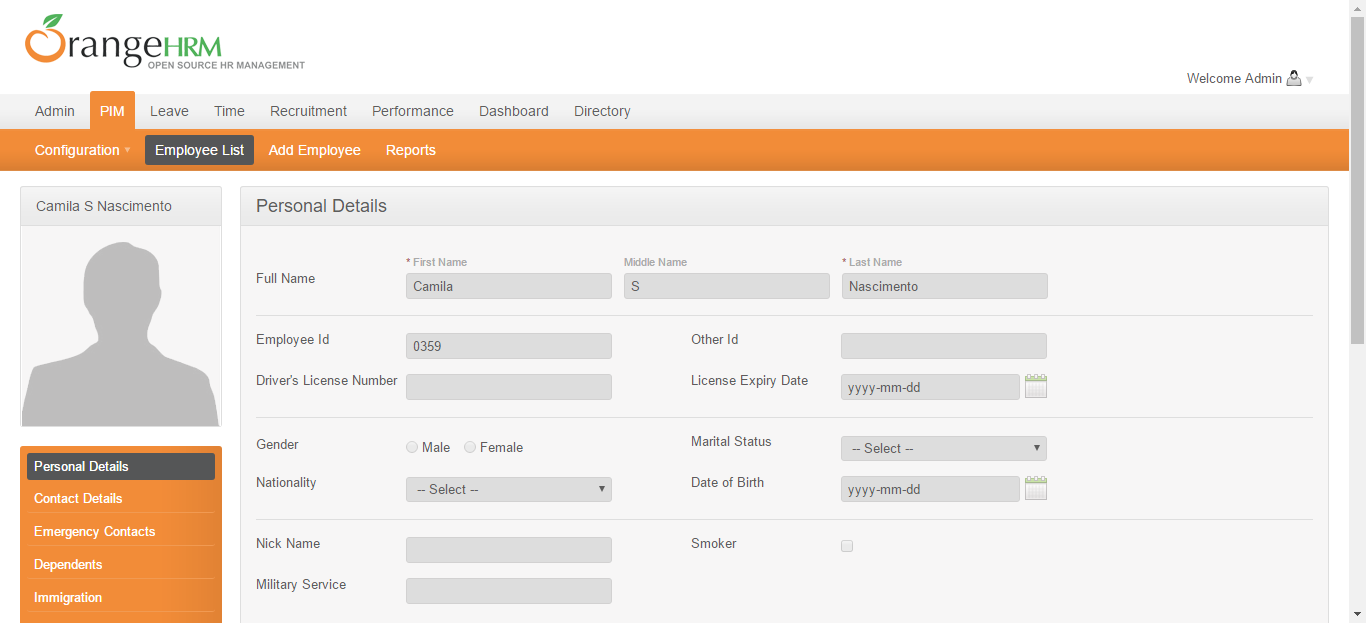 OrangeHRM
OPEN SOURCE HR MANAGEMENT
Welcome Admin
Admin PIM Leave Time Recruitment Performance Dashboard Directory
Configuration Employee List Add Employee Reports
Camila S Nascimento
Personal Details
* First Name Middle Name * Last Name
Full Name Camila S Nascimento
Employee Id 0359 Other Id
Driver's License Number License Expiry Date yyyy-mm-dd
Gender Male Female Marital Status -- Select --
Nationality -- Select -- Date of Birth yyyy-mm-dd
Nick Name Smoker
Military Service
Personal Details
Contact Details
Emergency Contacts
Dependents
Immigration